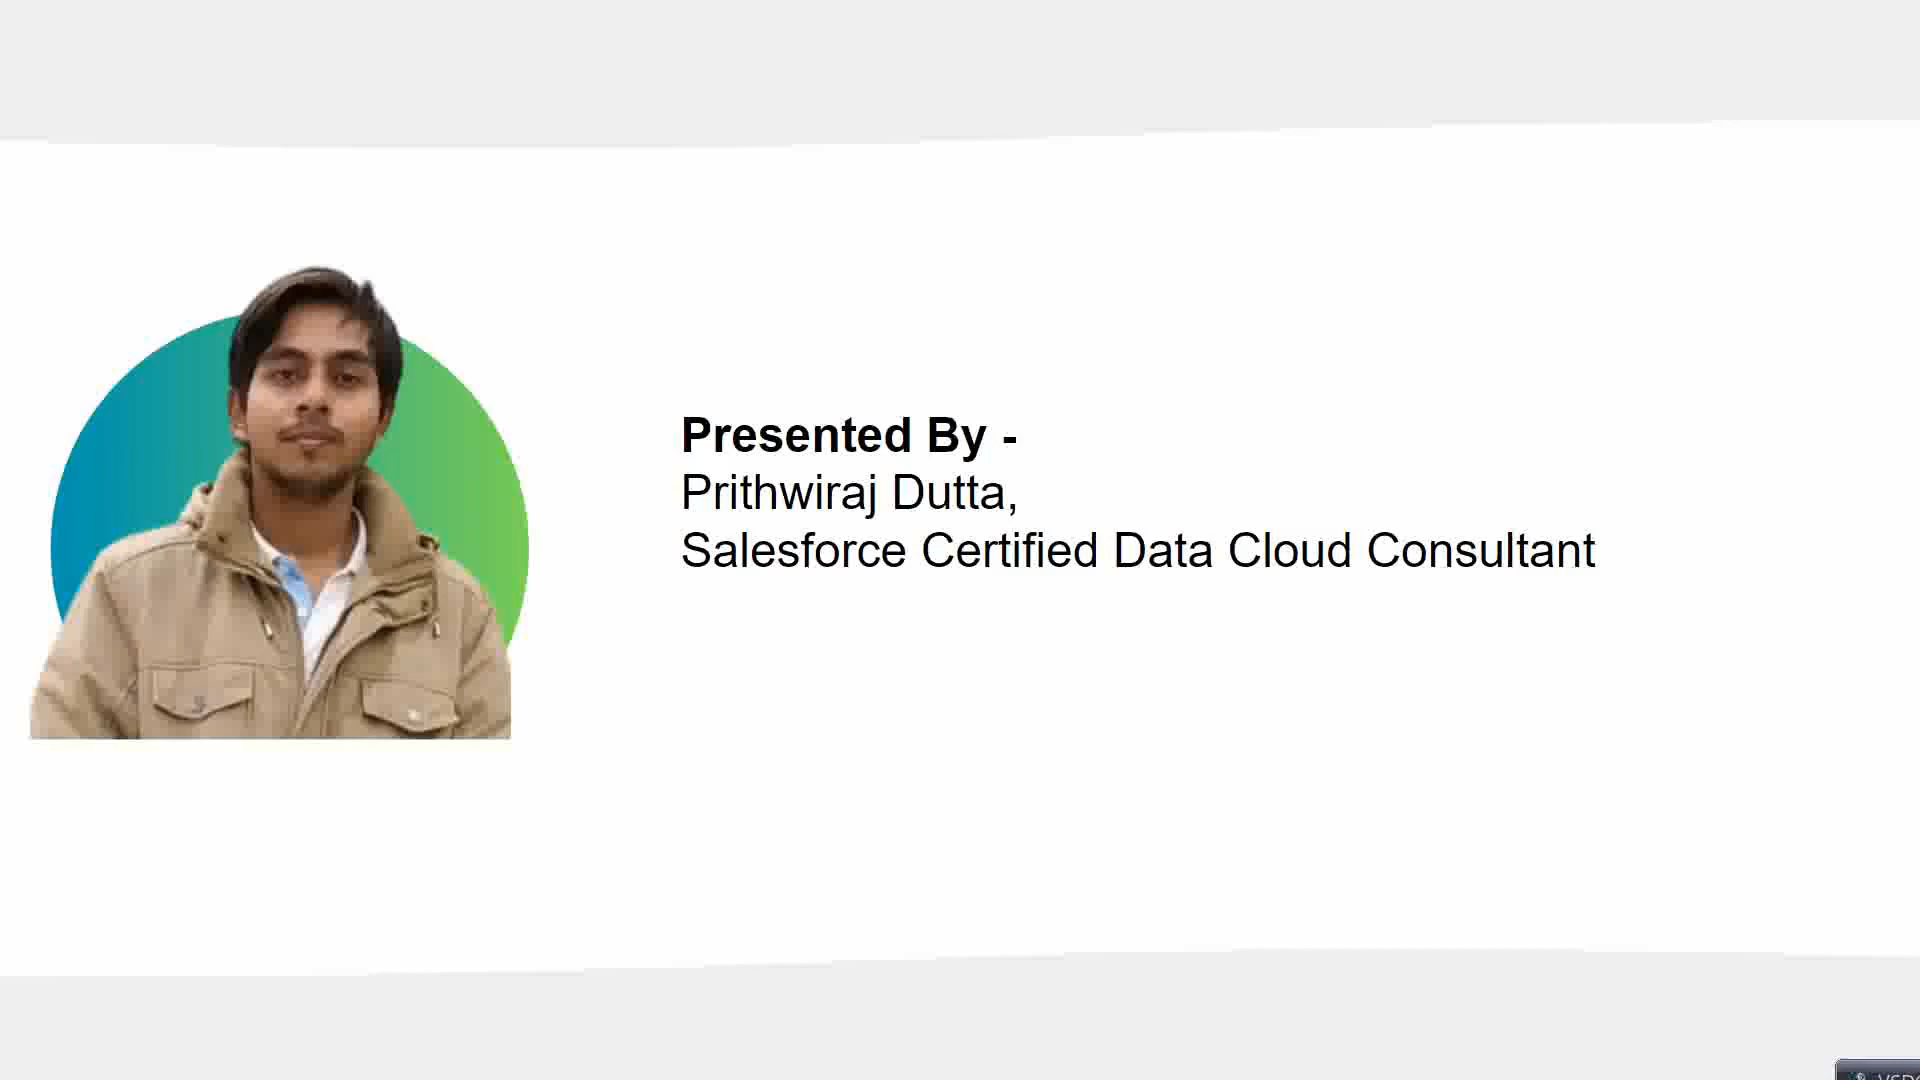 Presented By -
Prithwiraj Dutta,
Salesforce Certified Data Cloud Consultant